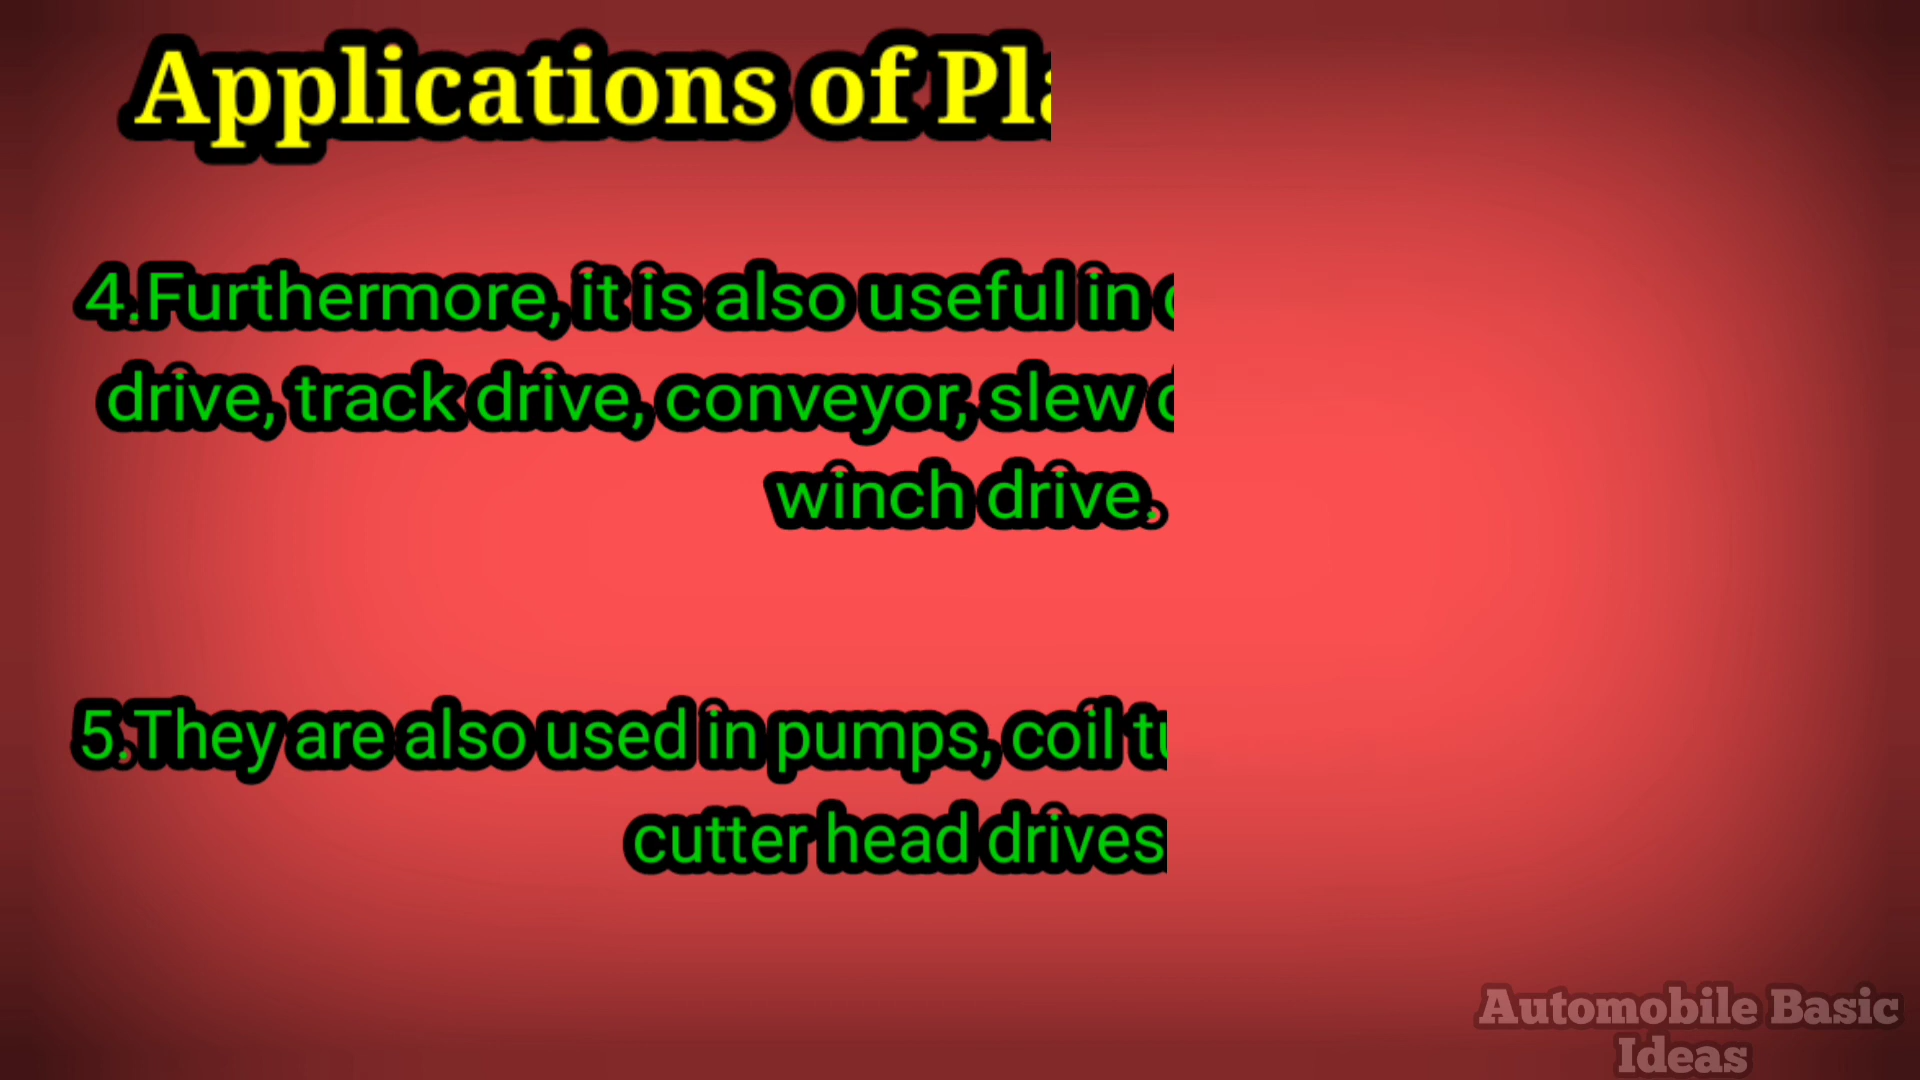 Applications of
4.Furthermore, it is also useful in
drive, track drive, conveyor, slew
winch drive.
5.They are also used in pumps, coil
cutter head drives
Automobile Basic
Ideas